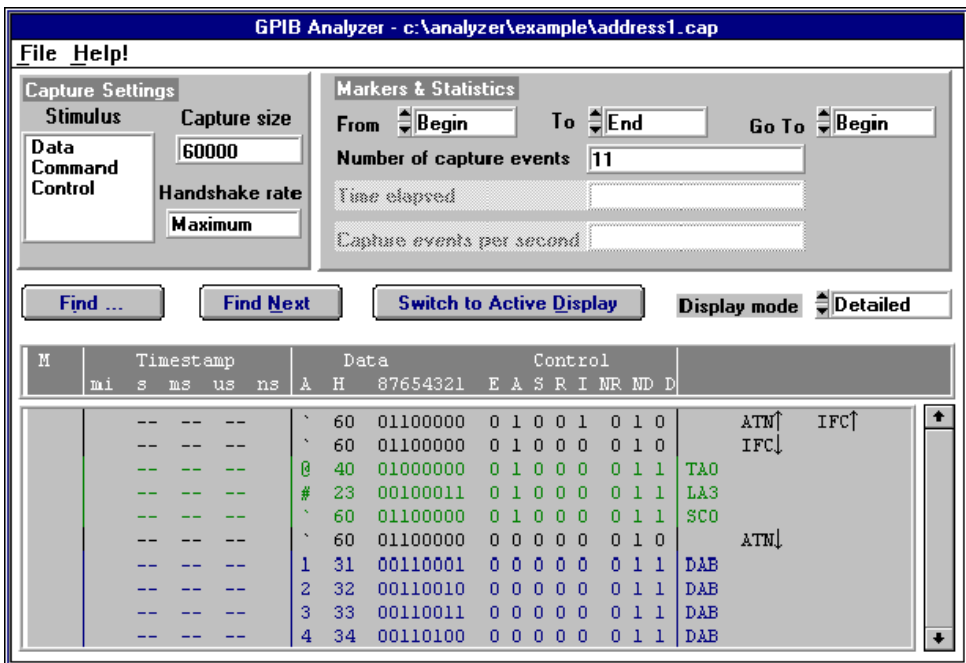 GPIB Analyzer - c:\analyzer\example\address1.cap
File Help!
Capture Settings
Stimulus
Data
Command
Control
Capture size
60000
Handshake rate
Maximum
Markers & Statistics
From Begin To End Go To Begin
Number of capture events 11
Time elapsed
Capture events per second
Find ... Find Next Switch to Active Display Display mode Detailed
M Timestamp Data Control
mi s ms us ns A H 87654321 E A S R I NR ND D
-- -- -- ` 60 01100000 0 1 0 0 1 0 1 0 ATN↑ IFC↑
-- -- -- ` 60 01100000 0 1 0 0 0 0 1 0 IFC↓
-- -- -- @ 40 01000000 0 1 0 0 0 0 1 1 TA0
-- -- -- # 23 00100011 0 1 0 0 0 0 1 1 LA3
-- -- -- ` 60 01100000 0 1 0 0 0 0 1 1 SC0
-- -- -- ` 60 01100000 0 0 0 0 0 0 1 0 ATN↓
-- -- -- 1 31 00110001 0 0 0 0 0 0 1 1 DAB
-- -- -- 2 32 00110010 0 0 0 0 0 0 1 1 DAB
-- -- -- 3 33 00110011 0 0 0 0 0 0 1 1 DAB
-- -- -- 4 34 00110100 0 0 0 0 0 0 1 1 DAB